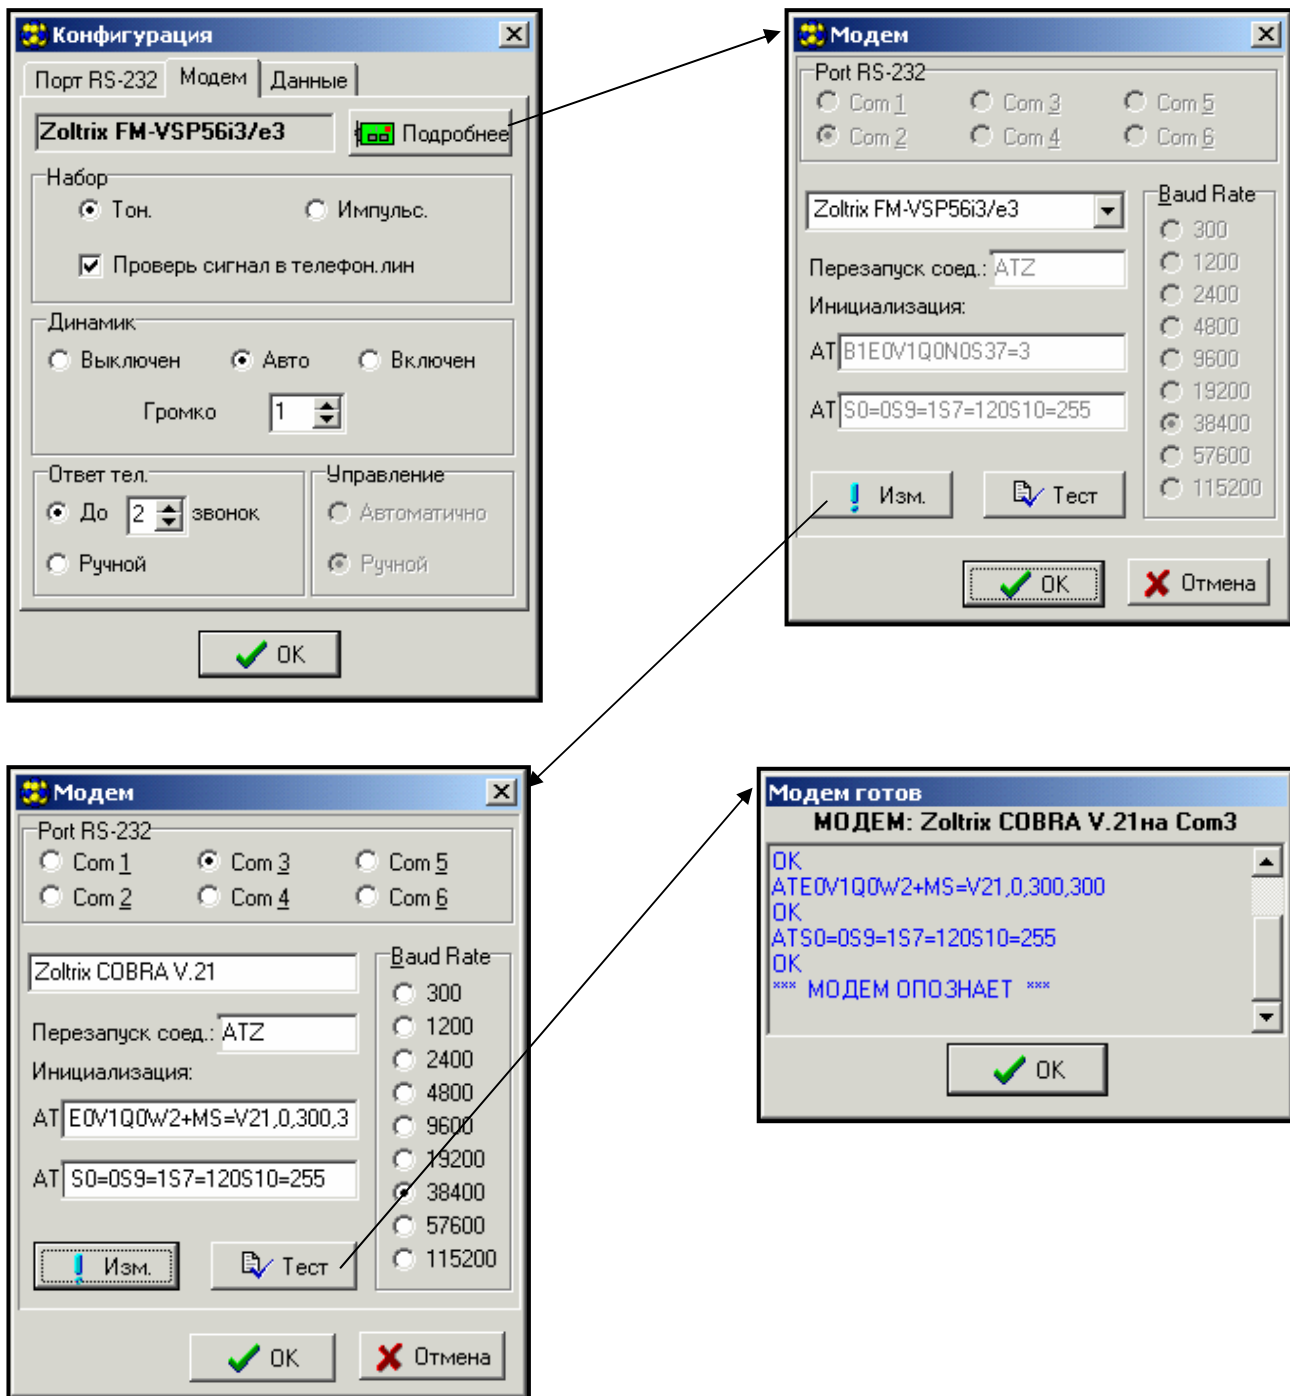 Конфигурация
Порт RS-232 Модем Данные
Zoltrix FM-VSP56i3/e3 Подробнее
Набор
Тон. Импульс.
Проверь сигнал в телефон.лин
Динамик
Выключен Авто Включен
Громко 1
Ответ тел. Управление
До 2 звонок Автоматично
Ручной Ручной
OK
Модем
Port RS-232
Com 1 Com 3 Com 5
Com 2 Com 4 Com 6
Zoltrix FM-VSP56i3/e3
Baud Rate
300
Перезапуск соед.: ATZ 1200
2400
Инициализация:
4800
AT B1E0V1Q0N0S37=3 9600
19200
AT S0=0S9=1S7=120S10=255 38400
57600
Изм. Тест 115200
OK Отмена
Модем
Port RS-232
Com 1 Com 3 Com 5
Com 2 Com 4 Com 6
Zoltrix COBRA V.21 Baud Rate
300
Перезапуск соед.: ATZ 1200
2400
Инициализация:
4800
AT E0V1Q0W2+MS=V21,0,300,3 9600
19200
AT S0=0S9=1S7=120S10=255 38400
57600
Изм. Тест 115200
OK Отмена
Модем готов
МОДЕМ: Zoltrix COBRA V.21на Com3
OK
ATE0V1Q0W2+MS=V21,0,300,300
OK
ATS0=0S9=1S7=120S10=255
OK
*** МОДЕМ ОПОЗНАЕТ ***
OK